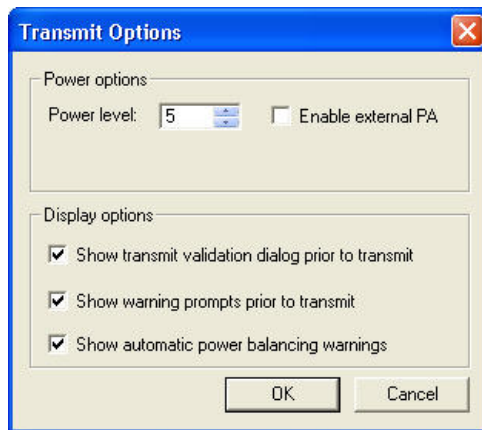 Transmit Options
Power options
Power level: 5 Enable external PA
Display options
Show transmit validation dialog prior to transmit
Show warning prompts prior to transmit
Show automatic power balancing warnings
OK Cancel